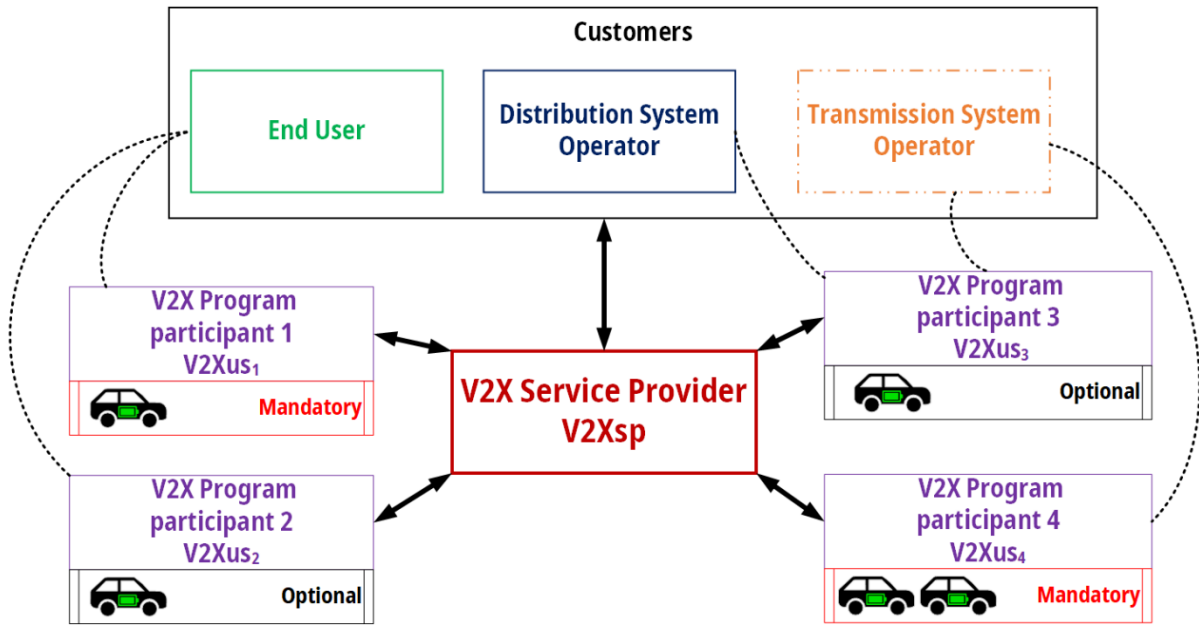 Customers
End User
Distribution System
Operator
Transmission System
Operator
V2X Program
participant 1
V2Xus₁
Mandatory
V2X Program
participant 3
V2Xus₃
Optional
V2X Service Provider
V2Xsp
V2X Program
participant 2
V2Xus₂
Optional
V2X Program
participant 4
V2Xus₄
Mandatory